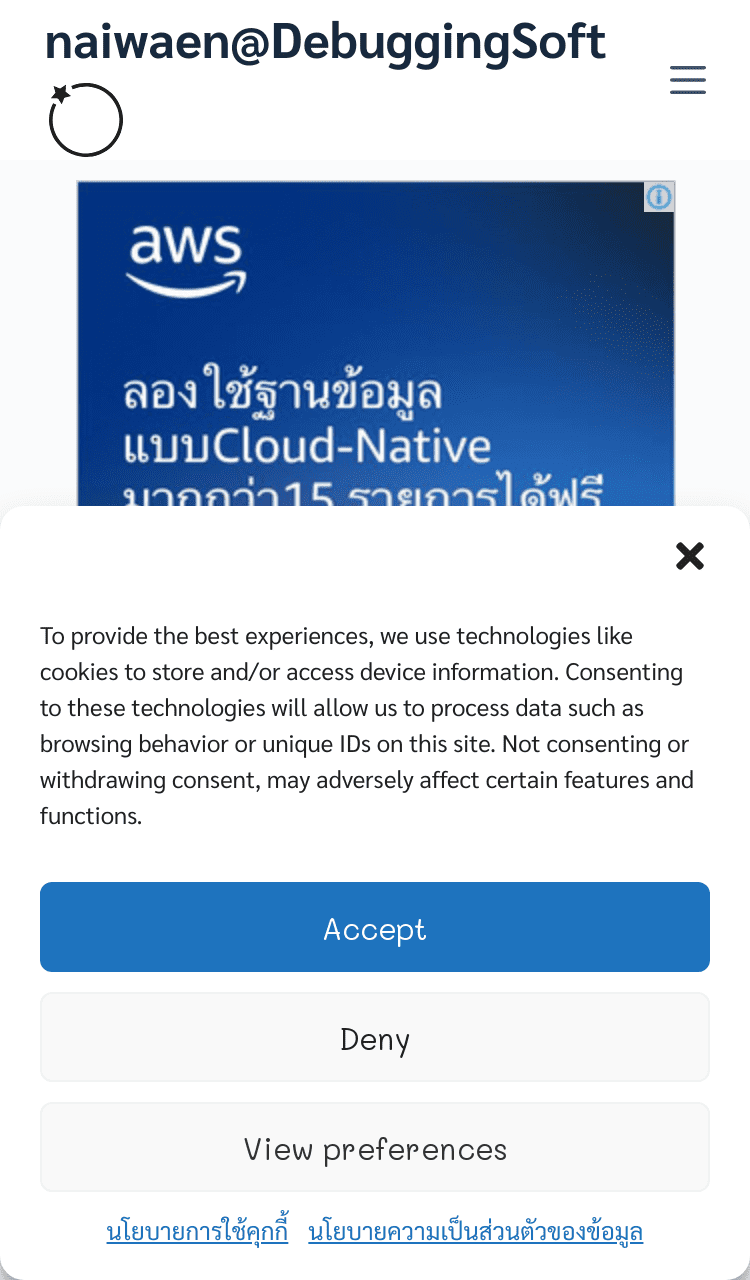 naiwaen@DebuggingSoft
aws
ลองใช้ฐานข้อมูล
แบบCloud-Native
มากกว่า15 รายการได้ฟรี
To provide the best experiences, we use technologies like
cookies to store and/or access device information. Consenting
to these technologies will allow us to process data such as
browsing behavior or unique IDs on this site. Not consenting or
withdrawing consent, may adversely affect certain features and
functions.
Accept
Deny
View preferences
นโยบายการใช้คุกกี้ นโยบายความเป็นส่วนตัวของข้อมูล